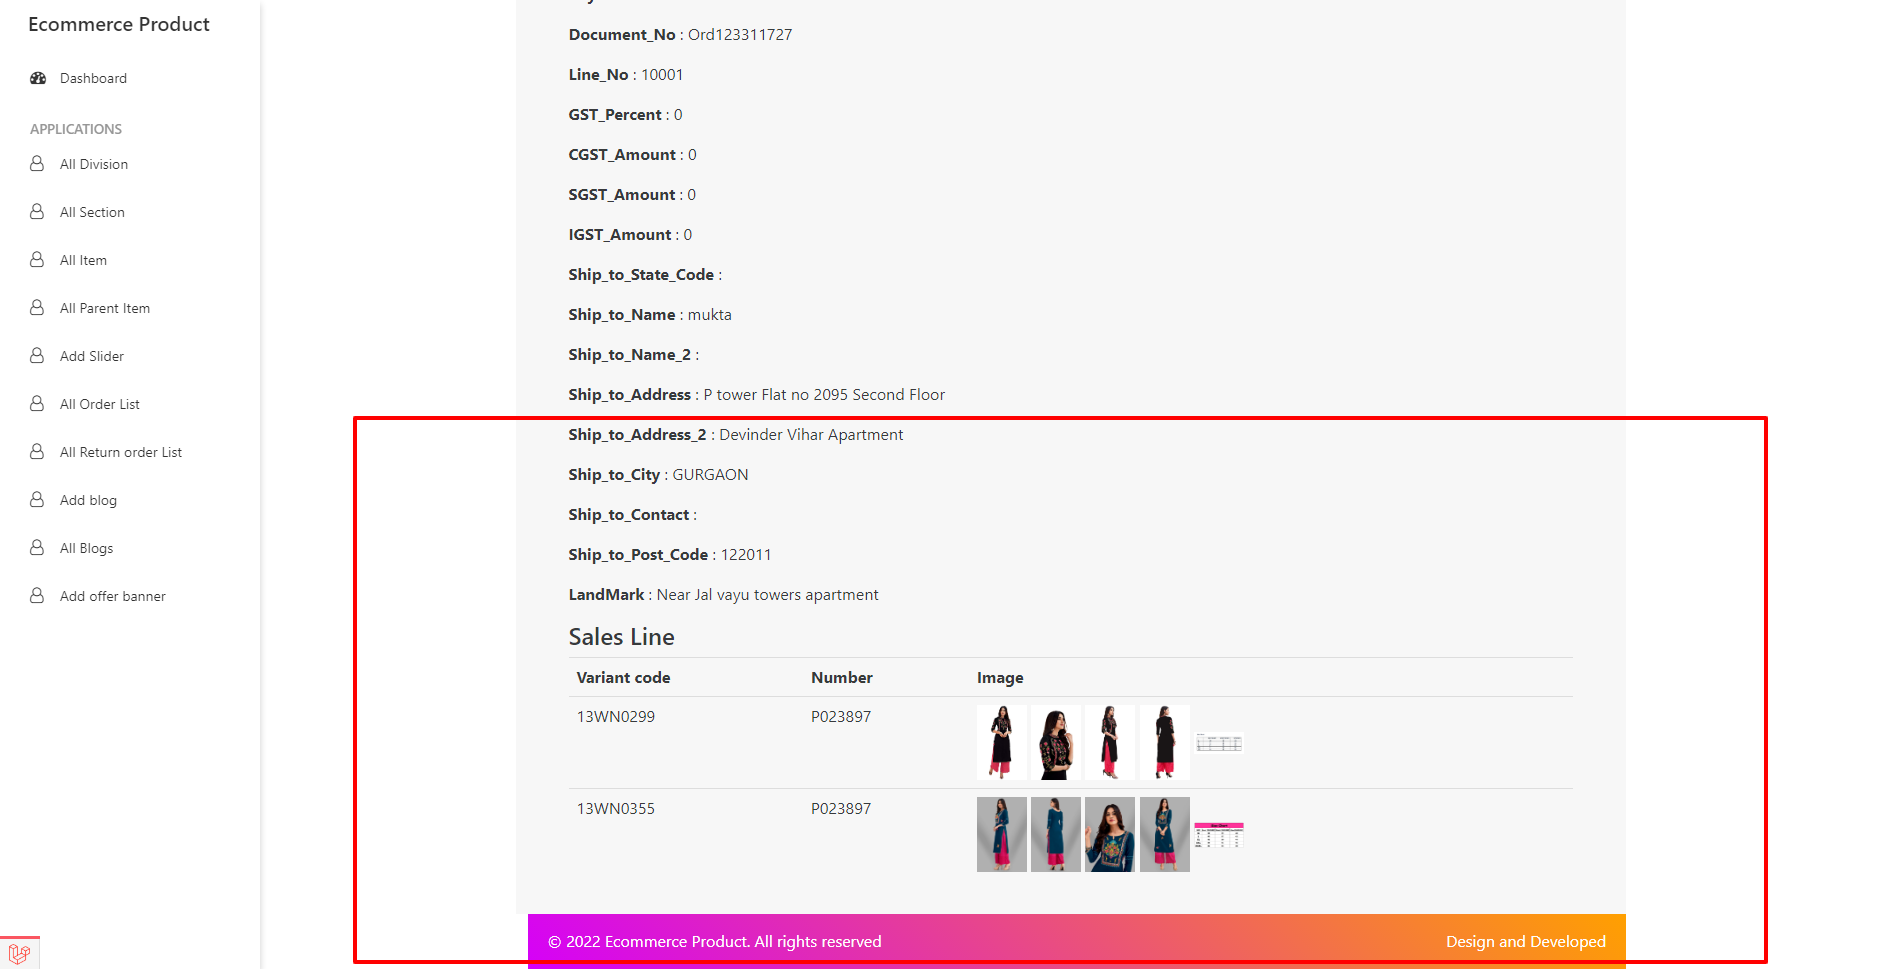 Ecommerce Product
Dashboard
APPLICATIONS
All Division
All Section
All Item
All Parent Item
Add Slider
All Order List
All Return order List
Add blog
All Blogs
Add offer banner
Document_No : Ord123311727
Line_No : 10001
GST_Percent : 0
CGST_Amount : 0
SGST_Amount : 0
IGST_Amount : 0
Ship_to_State_Code :
Ship_to_Name : mukta
Ship_to_Name_2 :
Ship_to_Address : P tower Flat no 2095 Second Floor
Ship_to_Address_2 : Devinder Vihar Apartment
Ship_to_City : GURGAON
Ship_to_Contact :
Ship_to_Post_Code : 122011
LandMark : Near Jal vayu towers apartment
Sales Line
Variant code Number Image
13WN0299 P023897
13WN0355 P023897
© 2022 Ecommerce Product. All rights reserved Design and Developed